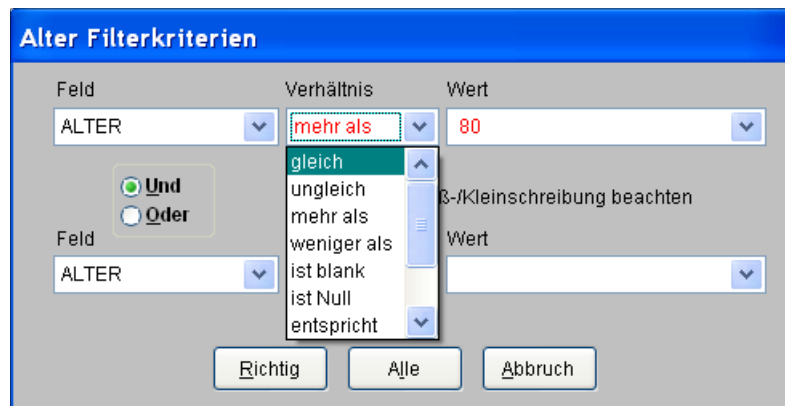 Alter Filterkriterien
Feld Verhältnis Wert
ALTER mehr als 80
gleich
ungleich
mehr als
weniger als
ist blank
ist Null
entspricht
Und
Oder
ß-/Kleinschreibung beachten
Feld Wert
ALTER
Richtig Alle Abbruch